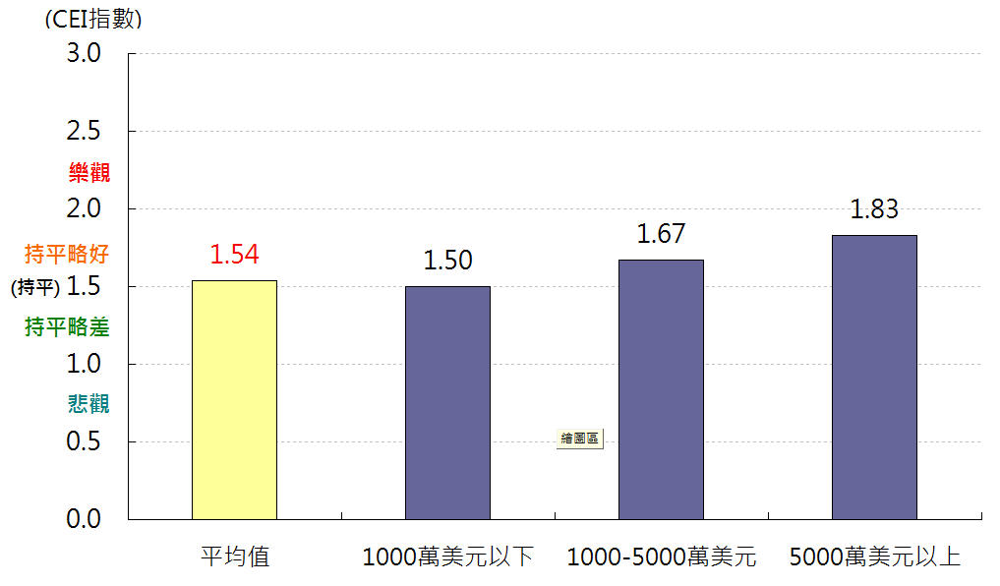 (CEI指數)
3.0
2.5
樂觀
2.0
持平略好
(持平) 1.5
持平略差
1.0
悲觀
0.5
0.0
1.54
1.50
1.67
1.83
繪圖區
平均值
1000萬美元以下
1000-5000萬美元
5000萬美元以上